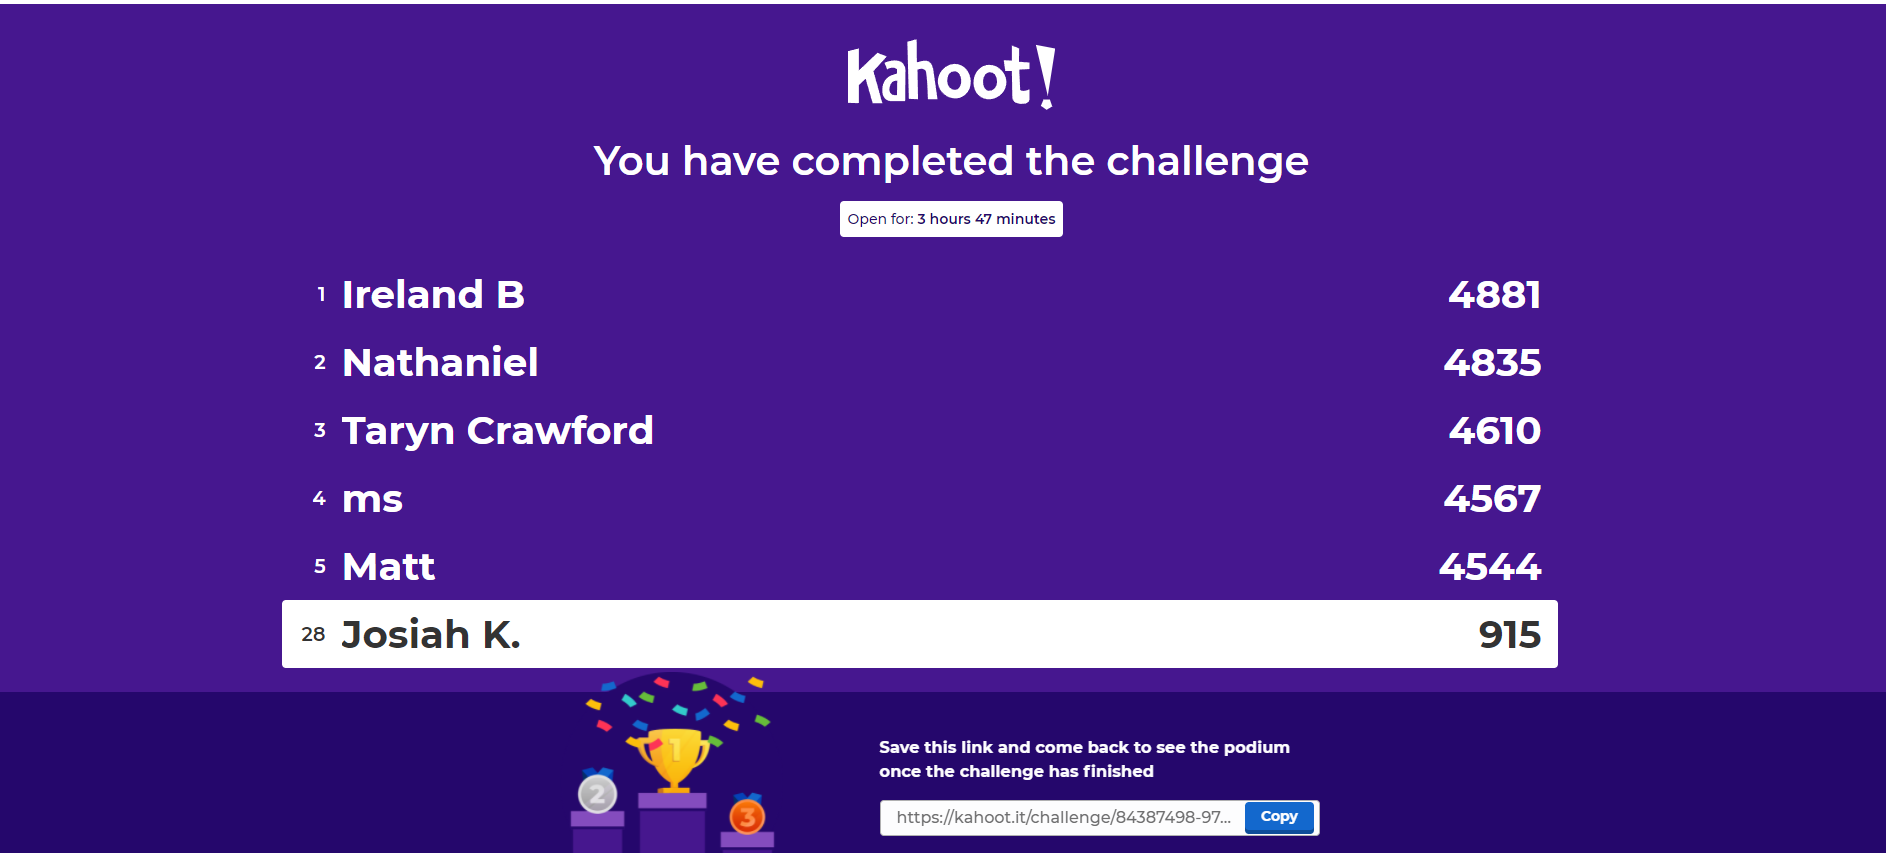 Kahoot!
You have completed the challenge
Open for: 3 hours 47 minutes
1 Ireland B 4881
2 Nathaniel 4835
3 Taryn Crawford 4610
4 ms 4567
5 Matt 4544
28 Josiah K. 915
1
2
3
Save this link and come back to see the podium
once the challenge has finished
https://kahoot.it/challenge/84387498-97... Copy